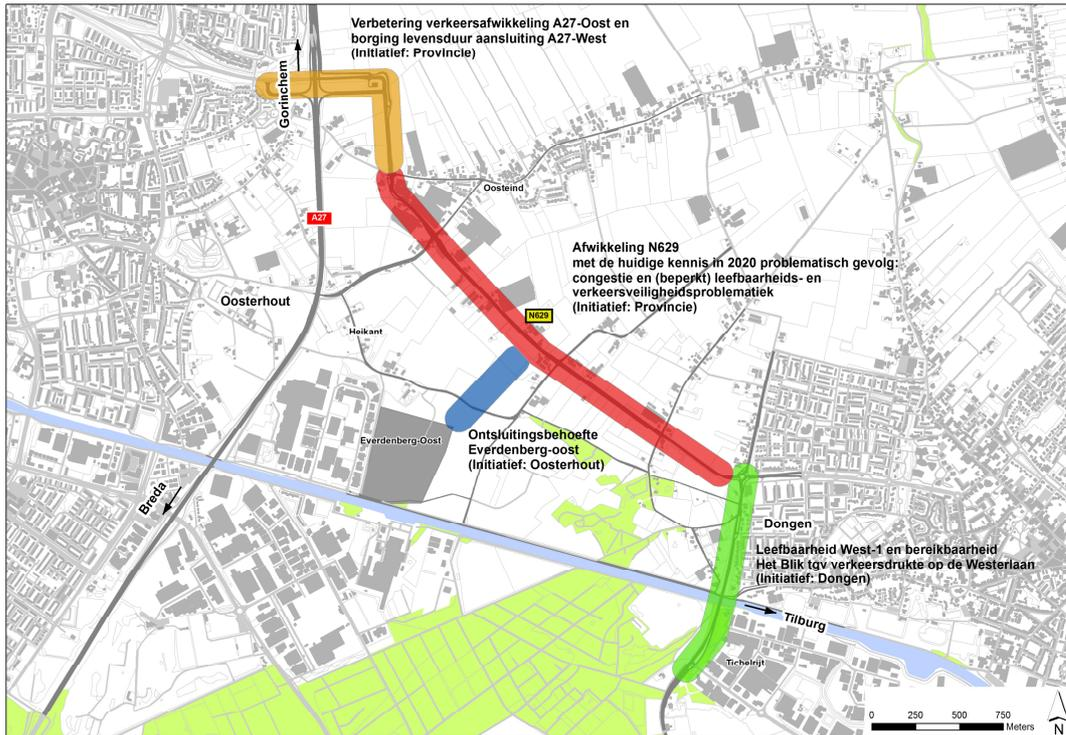 Verbetering verkeersafwikkeling A27-Oost en
borging levensduur aansluiting A27-West
(Initiatief: Provincie)
Gorinchem
Oosteind
A27
Afwikkeling N629
met de huidige kennis in 2020 problematisch gevolg:
congestie en (beperkt) leefbaarheids- en
verkeersveiligheidsproblematiek
(Initiatief: Provincie)
Oosterhout
N629
Heikant
Everdenberg-Oost
Ontsluitingsbehoefte
Everdenberg-oost
(Initiatief: Oosterhout)
Breda
Dongen
Leefbaarheid West-1 en bereikbaarheid
Het Blik tgv verkeersdrukte op de Westerlaan
(Initiatief: Dongen)
Tilburg
Tichelrijt
0 250 500 750
Meters
N